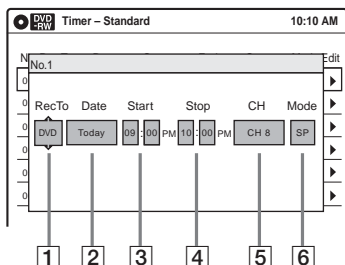 DVD -RW Timer – Standard 10:10 AM
Edit
No.1
RecTo Date Start Stop CH Mode
DVD Today 09 : 00 PM 10 : 00 PM CH 8 SP
1 2 3 4 5 6